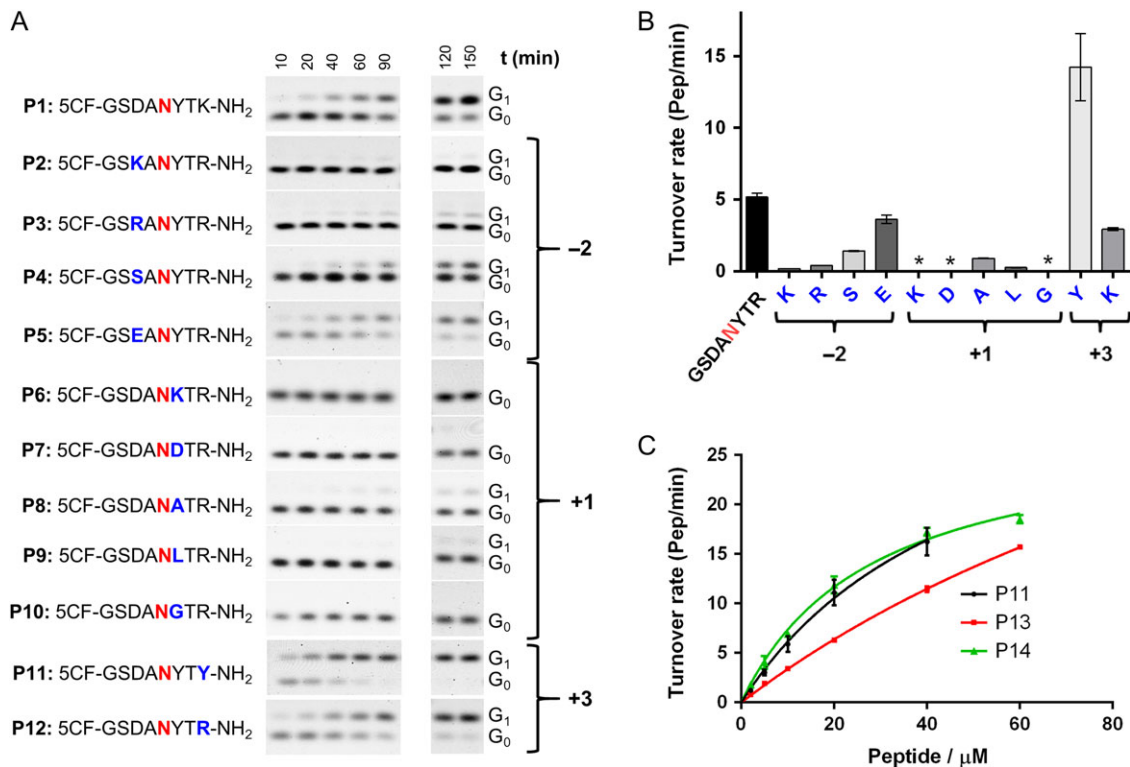 A
10 20 40 60 90 120 150 t (min)
P1: 5CF-GSDANYTK-NH2 G1
G0
P2: 5CF-GSKANYTR-NH2 G1
G0
P3: 5CF-GSRANYTR-NH2 G1
G0
–2
P4: 5CF-GSSANYTR-NH2 G1
G0
P5: 5CF-GSEANYTR-NH2 G1
G0
P6: 5CF-GSDANKTR-NH2 G0
P7: 5CF-GSDANDTR-NH2 G0
+1
P8: 5CF-GSDANATR-NH2 G1
G0
P9: 5CF-GSDANLTR-NH2 G1
G0
P10: 5CF-GSDANGTR-NH2 G0
P11: 5CF-GSDANYTY-NH2 G1
G0
+3
P12: 5CF-GSDANYTR-NH2 G1
G0
B
Turnover rate (Pep/min)
15
10
5
0
* * *
GSDANYTR K R S E K D A L G Y K
–2 +1 +3
C
Turnover rate (Pep/min)
25
20
15
10
5
0
P11
P13
P14
0 20 40 60 80
Peptide / μM